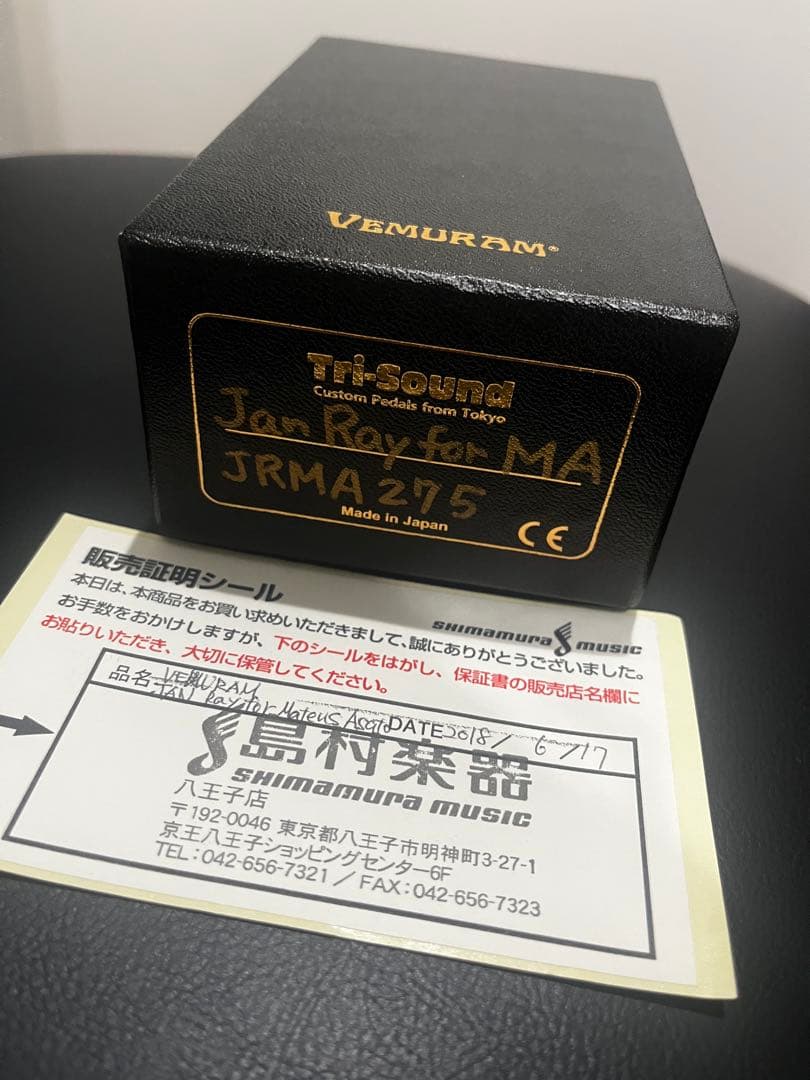 VEMURAM®
Tri-Sound
Custom Pedals from Tokyo
Jan Ray for MA
JRMA 275
Made in Japan
CE
販売証明シール
SHIMAMURA MUSIC
本日は、本商品をお買い求めいただきまして、誠にありがとうございました。
お手数をおかけしますが、下のシールをはがし、保証書の販売店名欄に
お貼りいただき、大切に保管してください。
品名 VEMURAM
JAN Ray for Mateus Asato DATE 2018/6/17
島村楽器
SHIMAMURA MUSIC
八王子店
〒192-0046 東京都八王子市明神町3-27-1
京王八王子ショッピングセンター6F
TEL:042-656-7321 / FAX:042-656-7323